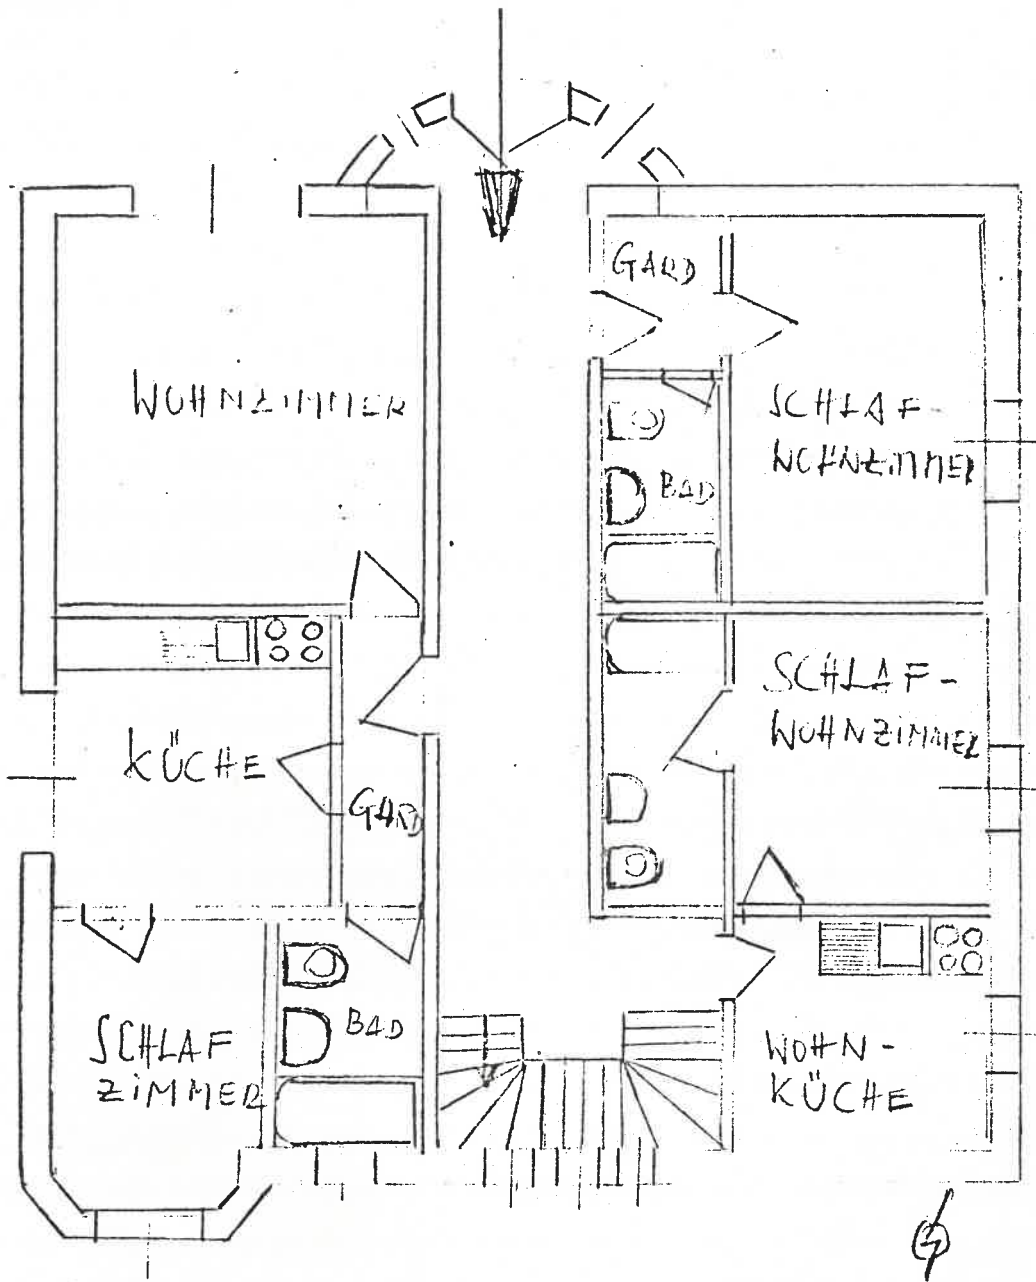 GARD
WOHNZIMMER
SCHLAF-
WOHNZIMMER
BAD
SCHLAF-
WOHNZIMMER
KÜCHE
GARD
SCHLAF
ZIMMER
BAD
WOHN-
KÜCHE